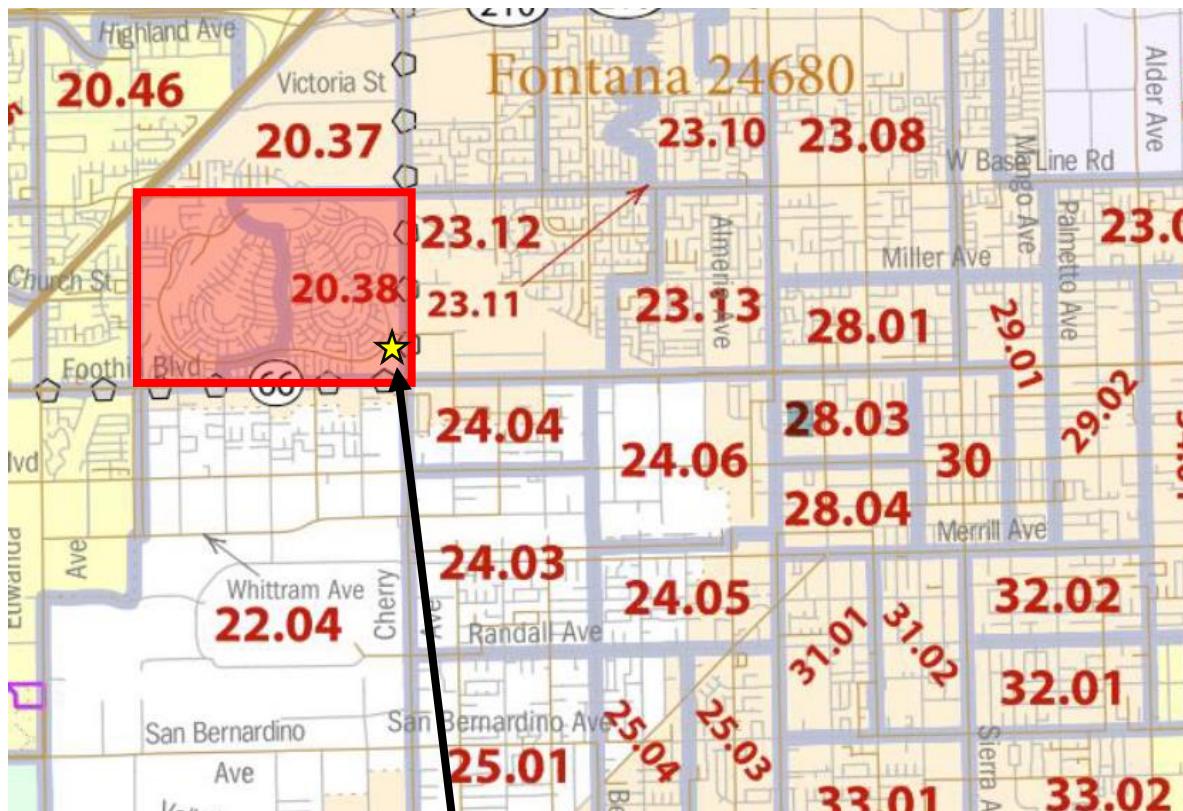 210
Highland Ave
20.46
Victoria St
Fontana 24680
Alder Ave
20.37
23.10
23.08
Mango Ave
W Base Line Rd
23.12
Almeria Ave
Palmetto Ave
Church St
20.38
23.11
Miller Ave
23.13
28.01
29.01
Foothill Blvd
66
24.04
28.03
29.02
24.06
30
28.04
Merrill Ave
Etiwanda
Ave
24.03
Whittram Ave
Cherry
Ave
24.05
32.02
22.04
Randall Ave
31.01
31.02
32.01
San Bernardino
Ave
San Bernardino Ave
25.04
25.03
25.01
33.01
33.02